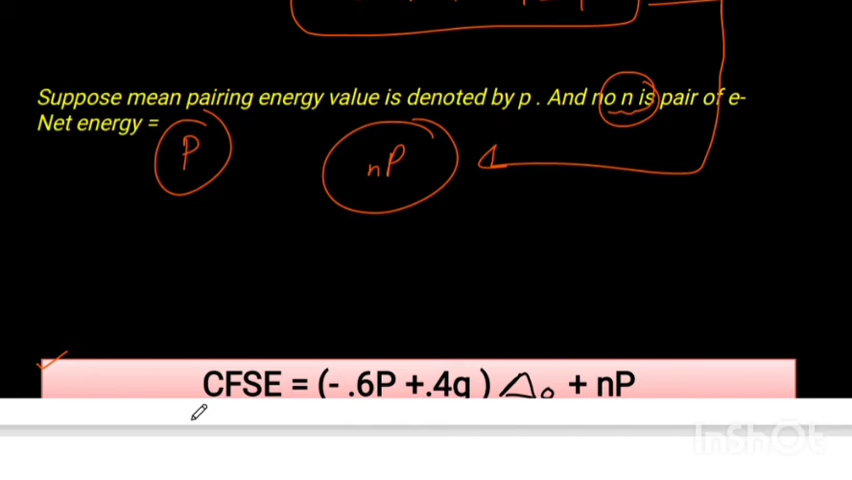 Suppose mean pairing energy value is denoted by p . And no n is pair of e-
Net energy =
P
nP
CFSE = (- .6P +.4q ) △o + nP
InShOt